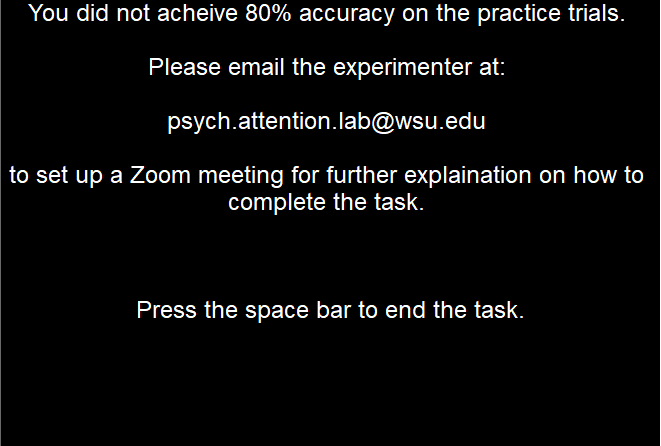 You did not acheive 80% accuracy on the practice trials.
Please email the experimenter at:
psych.attention.lab@wsu.edu
to set up a Zoom meeting for further explaination on how to
complete the task.
Press the space bar to end the task.